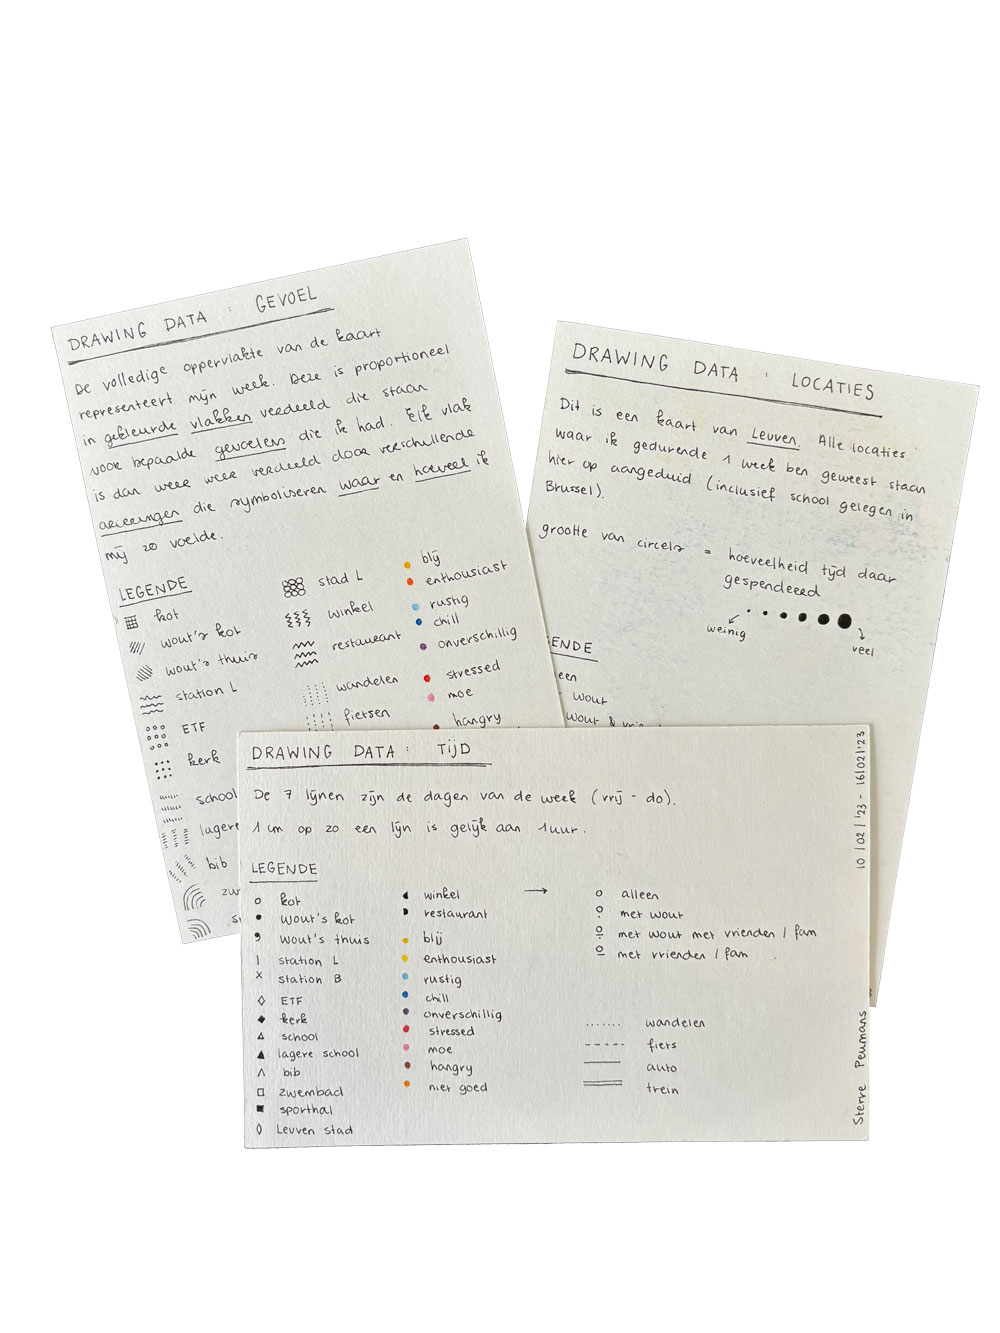 DRAWING DATA : GEVOEL
De volledige oppervlakte van de kaart
representeert mijn week. Deze is proportioneel
in gekleurde vlakken verdeeld die staan
voor bepaalde gevoelens die ik had. Elk vlak
is dan weer weer verdeeld door verschillende
arceringen die symboliseren waar en hoeveel ik
mij zo voelde.
LEGENDE
kot
wout's kot
wout's thuis
station L
ETF
kerk
school
lagere
bib
zw
s
stad L
winkel
restaurant
wandelen
fietsen
blij
enthousiast
rustig
chill
onverschillig
stressed
moe
hangry
DRAWING DATA : LOCATIES
Dit is een kaart van Leuven. Alle locaties
waar ik gedurende 1 week ben geweest staan
hier op aangeduid (inclusief school gelegen in
Brussel).
grootte van circels = hoeveelheid tijd daar
gespendeerd
weinig
veel
ENDE
een
wout
wout &
DRAWING DATA : TIJD
De 7 lijnen zijn de dagen van de week (vrij - do).
1 cm op zo een lijn is gelijk aan 1 uur.
LEGENDE
kot
wout's kot
wout's thuis
station L
station B
ETF
kerk
school
lagere school
bib
zwembad
sporthal
Leuven stad
winkel
restaurant
blij
enthousiast
rustig
chill
onverschillig
stressed
moe
hangry
niet goed
alleen
met wout
met wout met vrienden / fam
met vrienden / fam
wandelen
fiets
auto
trein
10 / 02 / '23 - 16/02/'23
Sterre Peumans